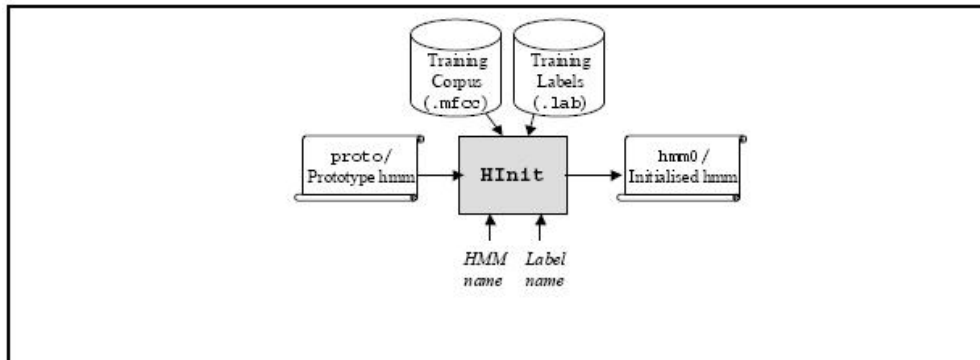 Training
Corpus
(.mfcc)
Training
Labels
(.lab)
proto/
Prototype hmm
HInit
hmm0/
Initialised hmm
HMM
name
Label
name